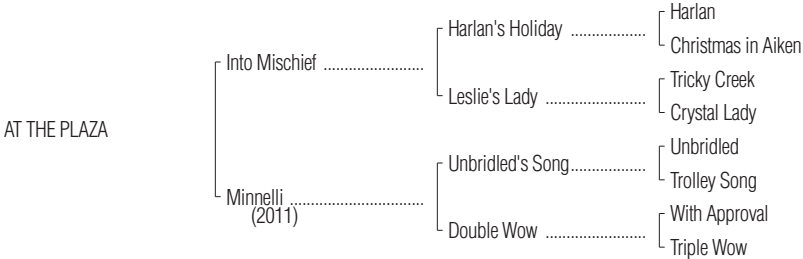 Harlan
Harlan's Holiday ..................
Christmas in Aiken
Into Mischief ........................
Tricky Creek
Leslie's Lady ........................
Crystal Lady
AT THE PLAZA
Unbridled
Unbridled's Song..................
Trolley Song
Minnelli ................................
(2011)
With Approval
Double Wow ........................
Triple Wow